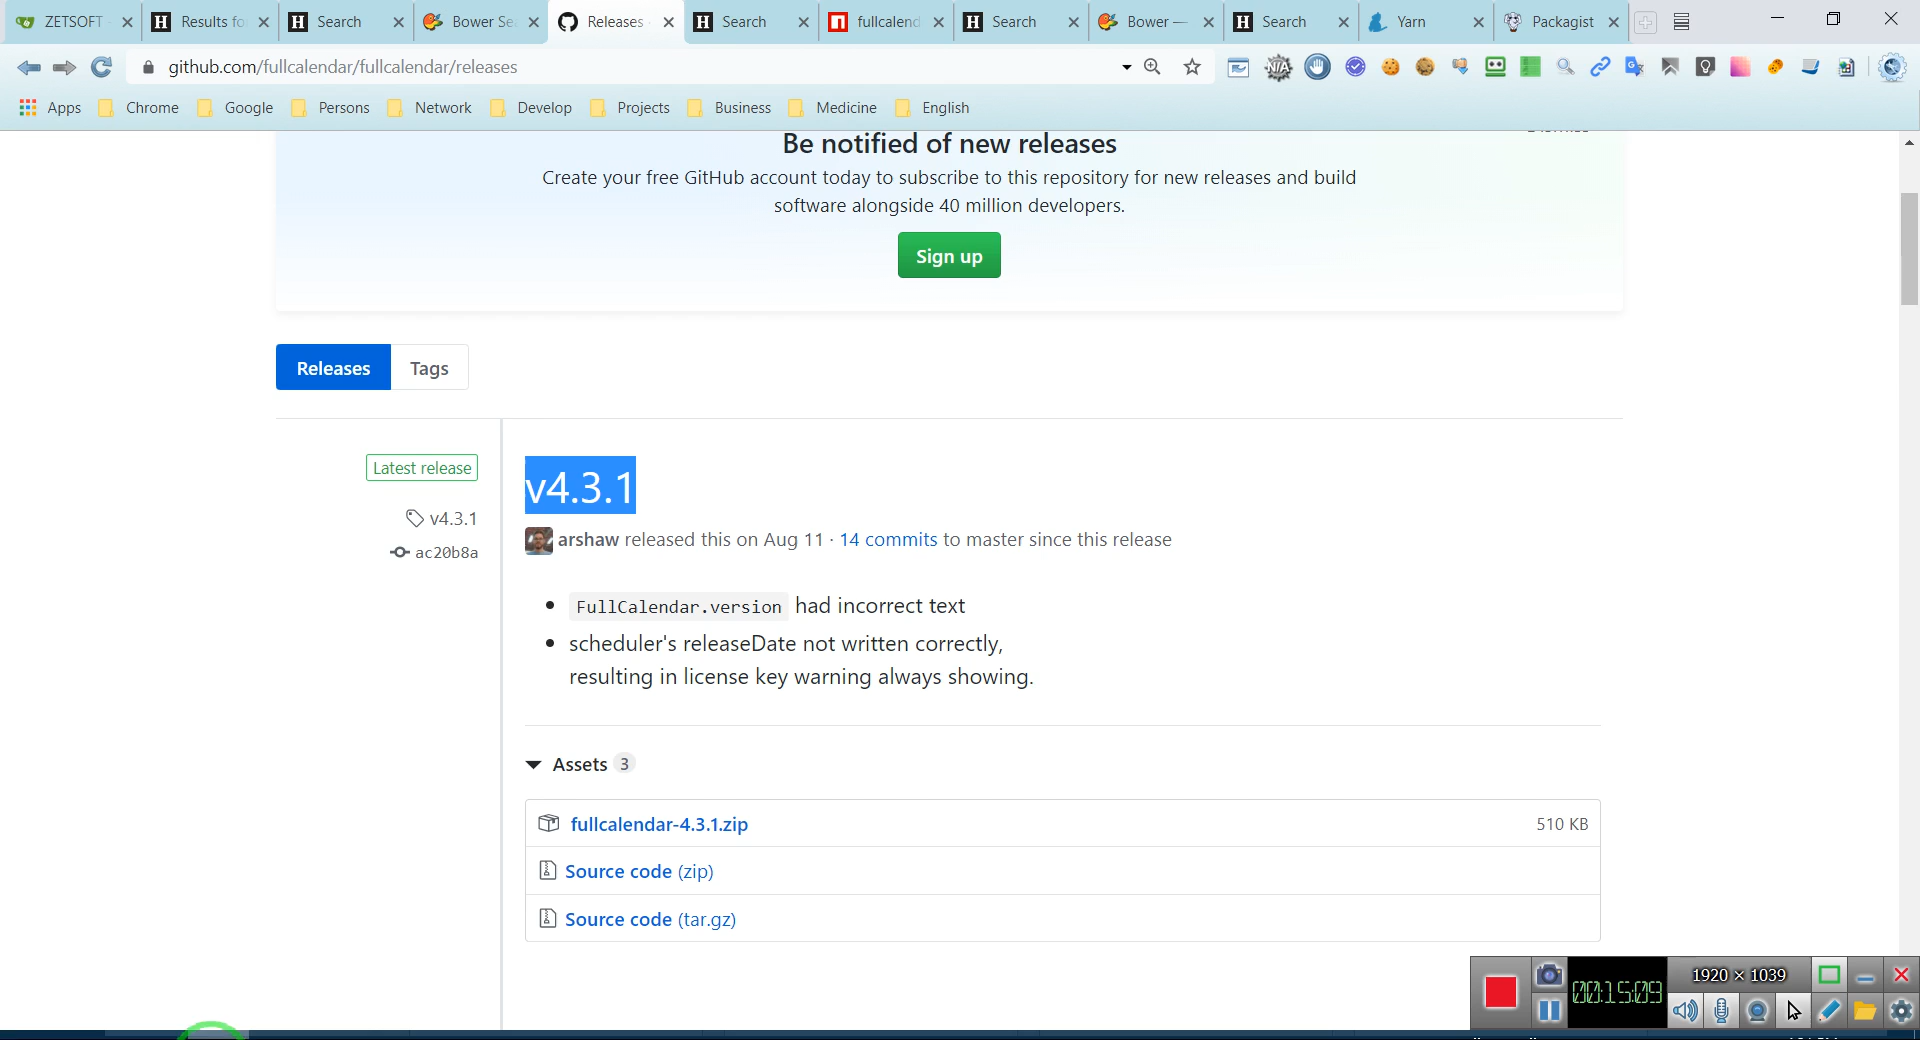 ZETSOFT
Results fo
Search
Bower Se
Releases
Search
fullcalend
Search
Bower —
Search
Yarn
Packagist
github.com/fullcalendar/fullcalendar/releases
N/A
Apps
Chrome
Google
Persons
Network
Develop
Projects
Business
Medicine
English
Be notified of new releases
Create your free GitHub account today to subscribe to this repository for new releases and build
software alongside 40 million developers.
Sign up
Releases
Tags
Latest release
v4.3.1
v4.3.1
ac20b8a
arshaw released this on Aug 11 · 14 commits to master since this release
• FullCalendar.version had incorrect text
• scheduler's releaseDate not written correctly,
resulting in license key warning always showing.
Assets 3
fullcalendar-4.3.1.zip
510 KB
Source code (zip)
Source code (tar.gz)
00:15:09
1920 × 1039